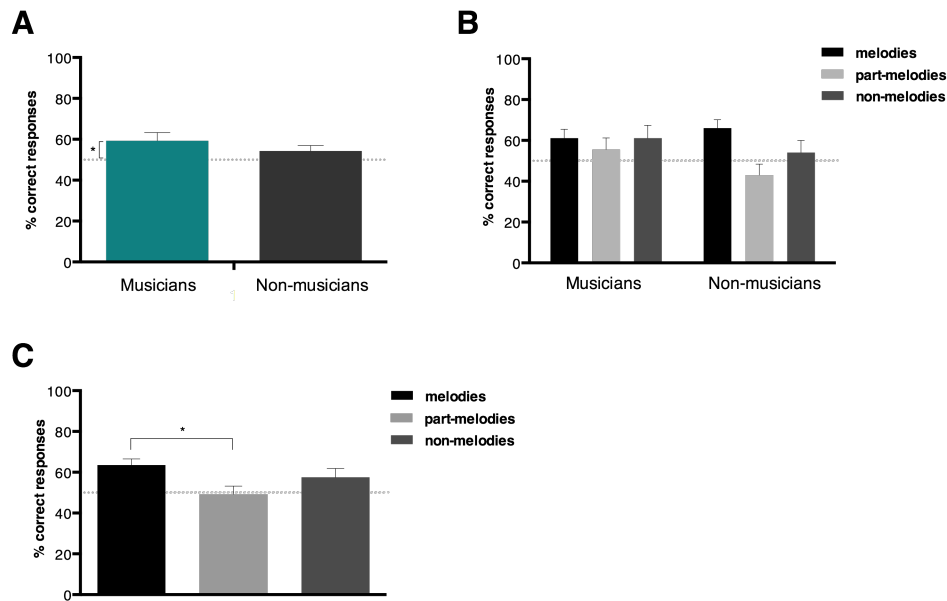 A
% correct responses
100
80
60
40
20
0
*
Musicians
Non-musicians
B
% correct responses
100
80
60
40
20
0
melodies
part-melodies
non-melodies
Musicians
Non-musicians
C
% correct responses
100
80
60
40
20
0
*
melodies
part-melodies
non-melodies